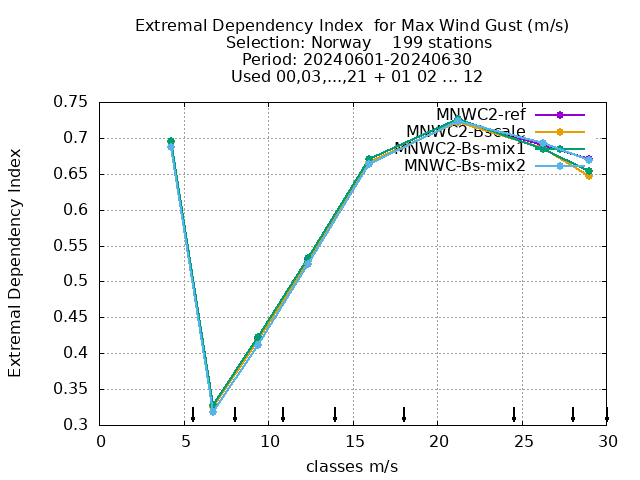 Extremal Dependency Index  for Max Wind Gust (m/s)
Selection: Norway    199 stations
Period: 20240601-20240630
Used 00,03,...,21 + 01 02 ... 12
MNWC2-ref
MNWC2-Bscale
MNWC2-Bs-mix1
MNWC-Bs-mix2
Extremal Dependency Index
0.75
0.7
0.65
0.6
0.55
0.5
0.45
0.4
0.35
0.3
0 5 10 15 20 25 30
classes m/s